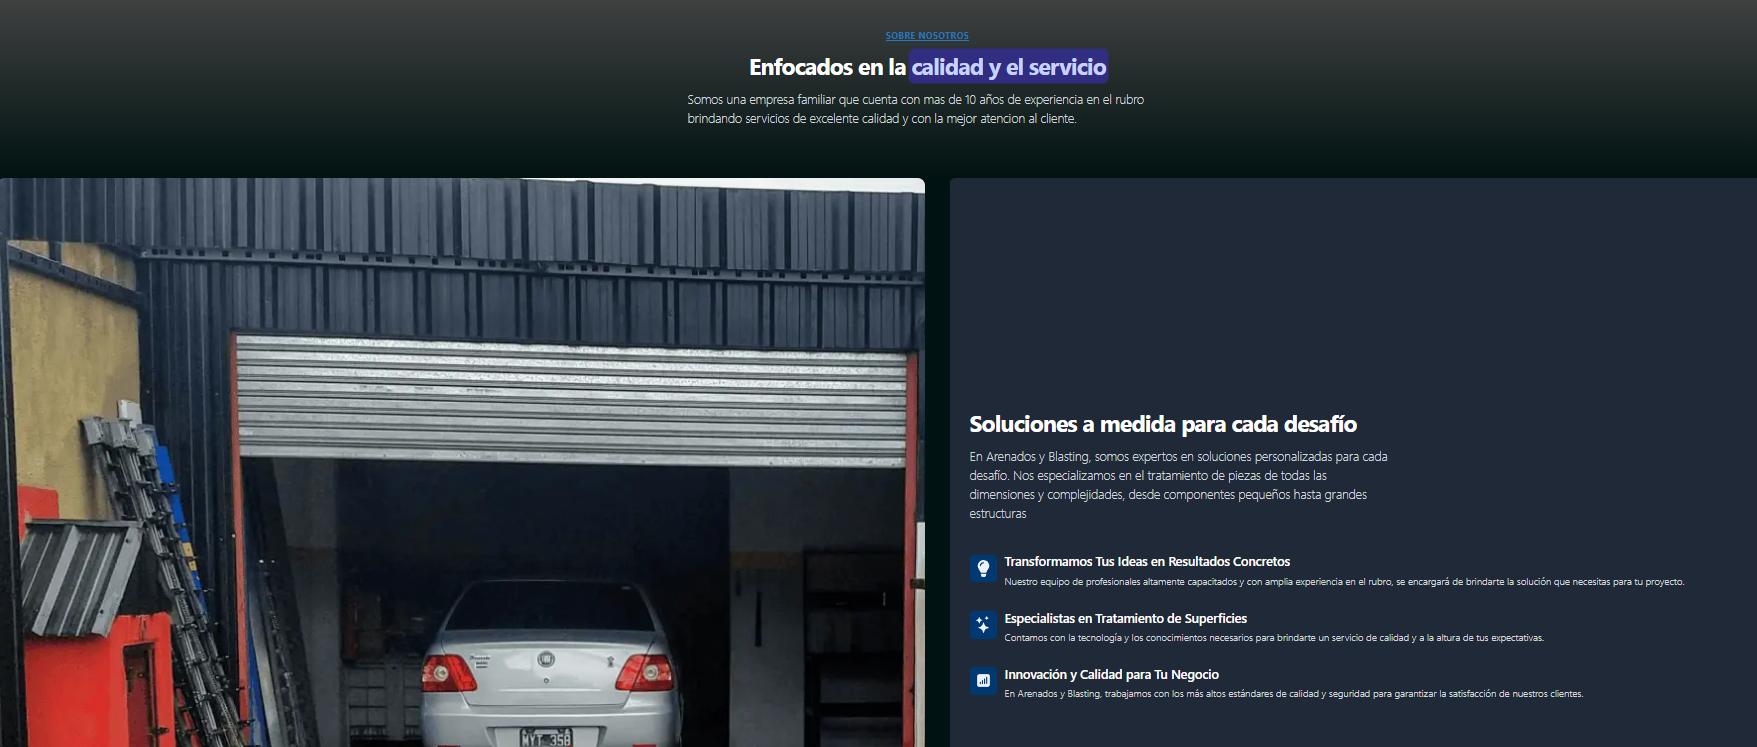 SOBRE NOSOTROS
Enfocados en la calidad y el servicio
Somos una empresa familiar que cuenta con mas de 10 años de experiencia en el rubro
brindando servicios de excelente calidad y con la mejor atencion al cliente.
Soluciones a medida para cada desafío
En Arenados y Blasting, somos expertos en soluciones personalizadas para cada
desafío. Nos especializamos en el tratamiento de piezas de todas las
dimensiones y complejidades, desde componentes pequeños hasta grandes
estructuras
Transformamos Tus Ideas en Resultados Concretos
Nuestro equipo de profesionales altamente capacitados y con amplia experiencia en el rubro, se encargará de brindarte la solución que necesitas para tu proyecto.
Especialistas en Tratamiento de Superficies
Contamos con la tecnología y los conocimientos necesarios para brindarte un servicio de calidad y a la altura de tus expectativas.
Innovación y Calidad para Tu Negocio
En Arenados y Blasting, trabajamos con los más altos estándares de calidad y seguridad para garantizar la satisfacción de nuestros clientes.
MYT 358